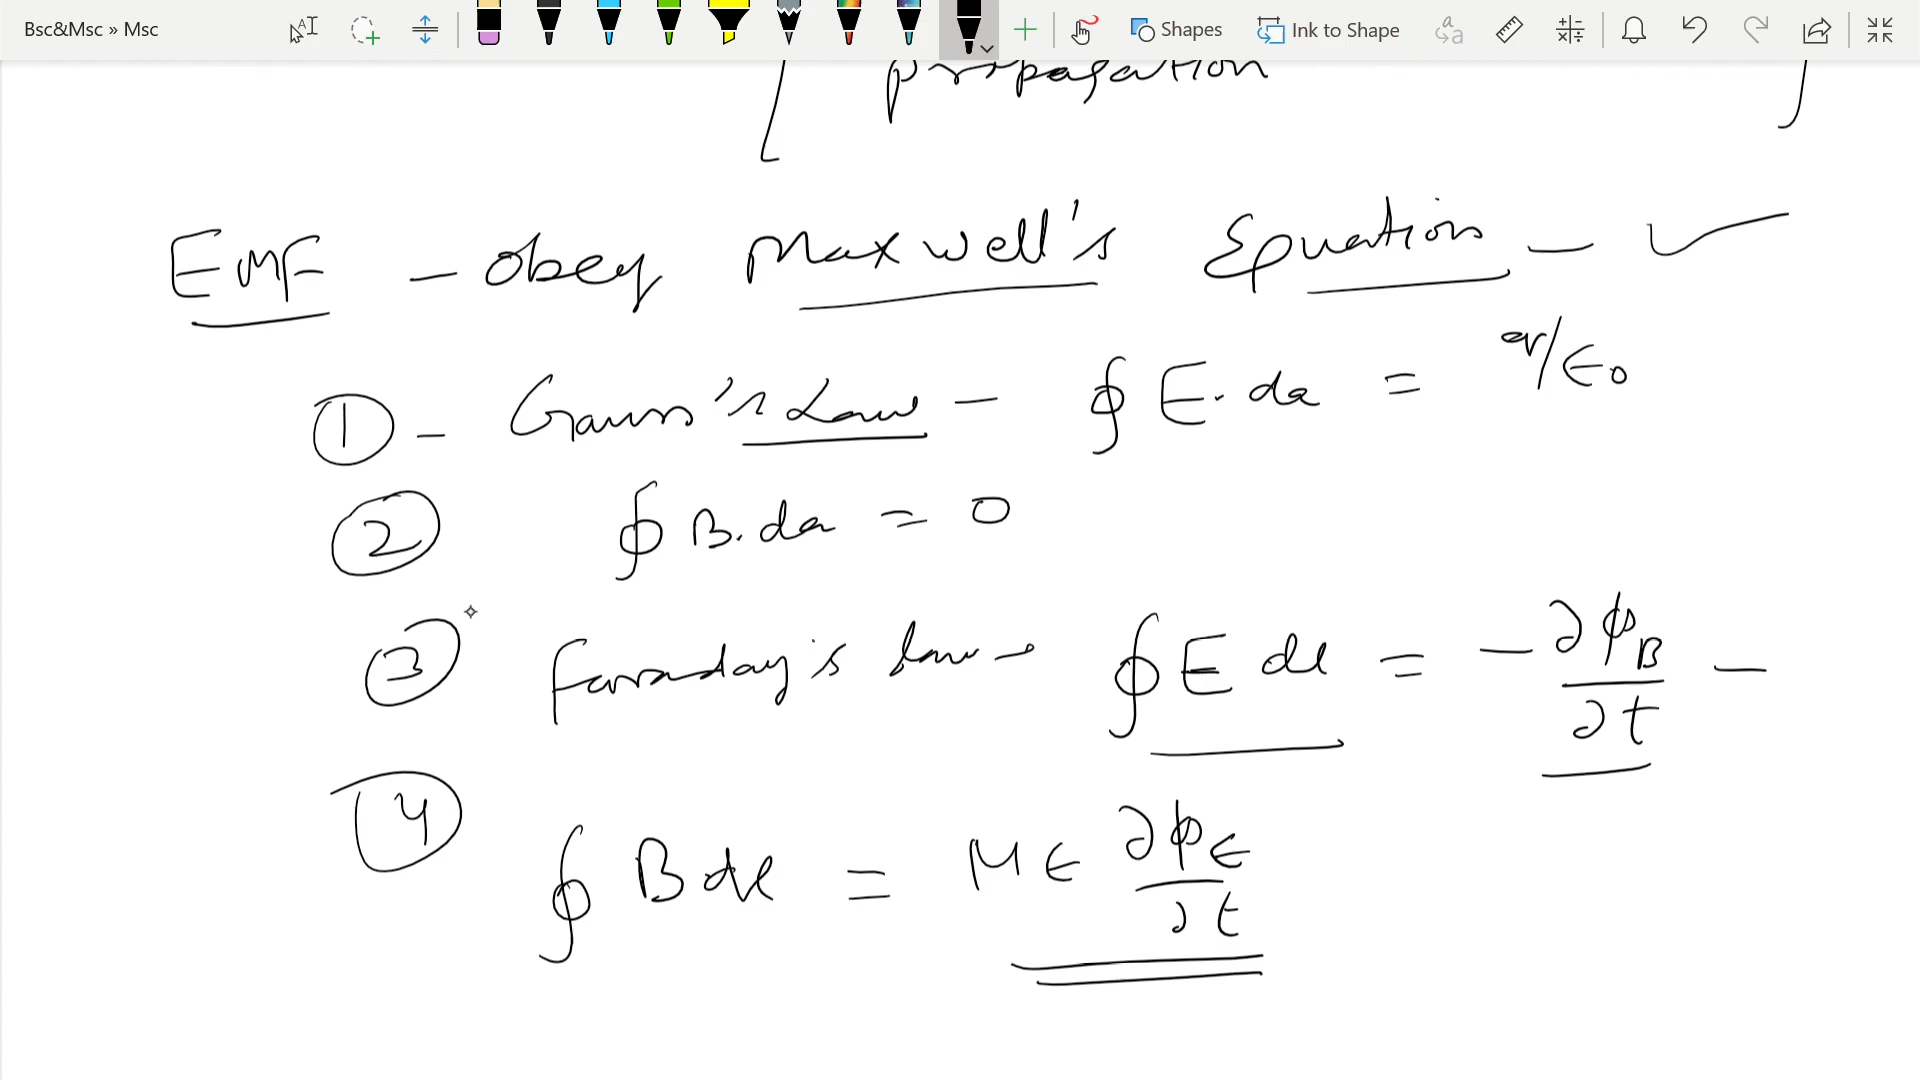 Bsc&Msc » Msc
Shapes
Ink to Shape
propagation
EMF - obey Maxwell's Equation -
① - Gauss's Law - ∮ E. da = q/ϵ0
② ∮ B. da = 0
③ Faraday's law - ∮ E dl = - ∂ϕB/∂t -
④ ∮ B dl = μ ϵ ∂ϕE/∂t